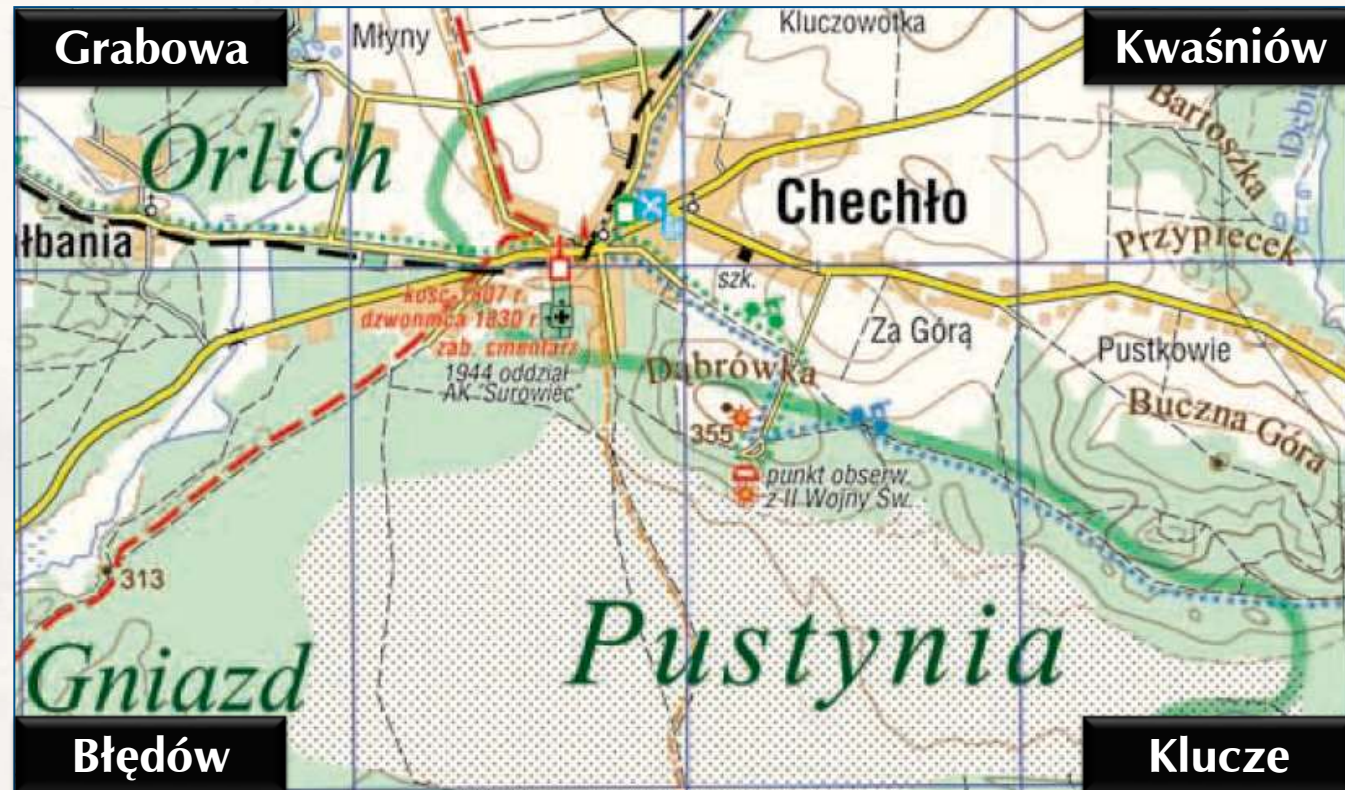 Grabowa
Młyny
Kluczowotka
Kwaśniów
Orlich
Bartoszka
Chechło
łbania
Przypiecek
szk.
kośc. 1807 r.
dzwonnica 1830 r.
zab. cmentarz
1944 oddział
AK "Surowiec"
Za Górą
Pustkowie
Dąbrówka
Buczna Góra
355
punkt obserw.
z II Wojny Św.
313
Pustynia
Gniazd
Błędów
Klucze